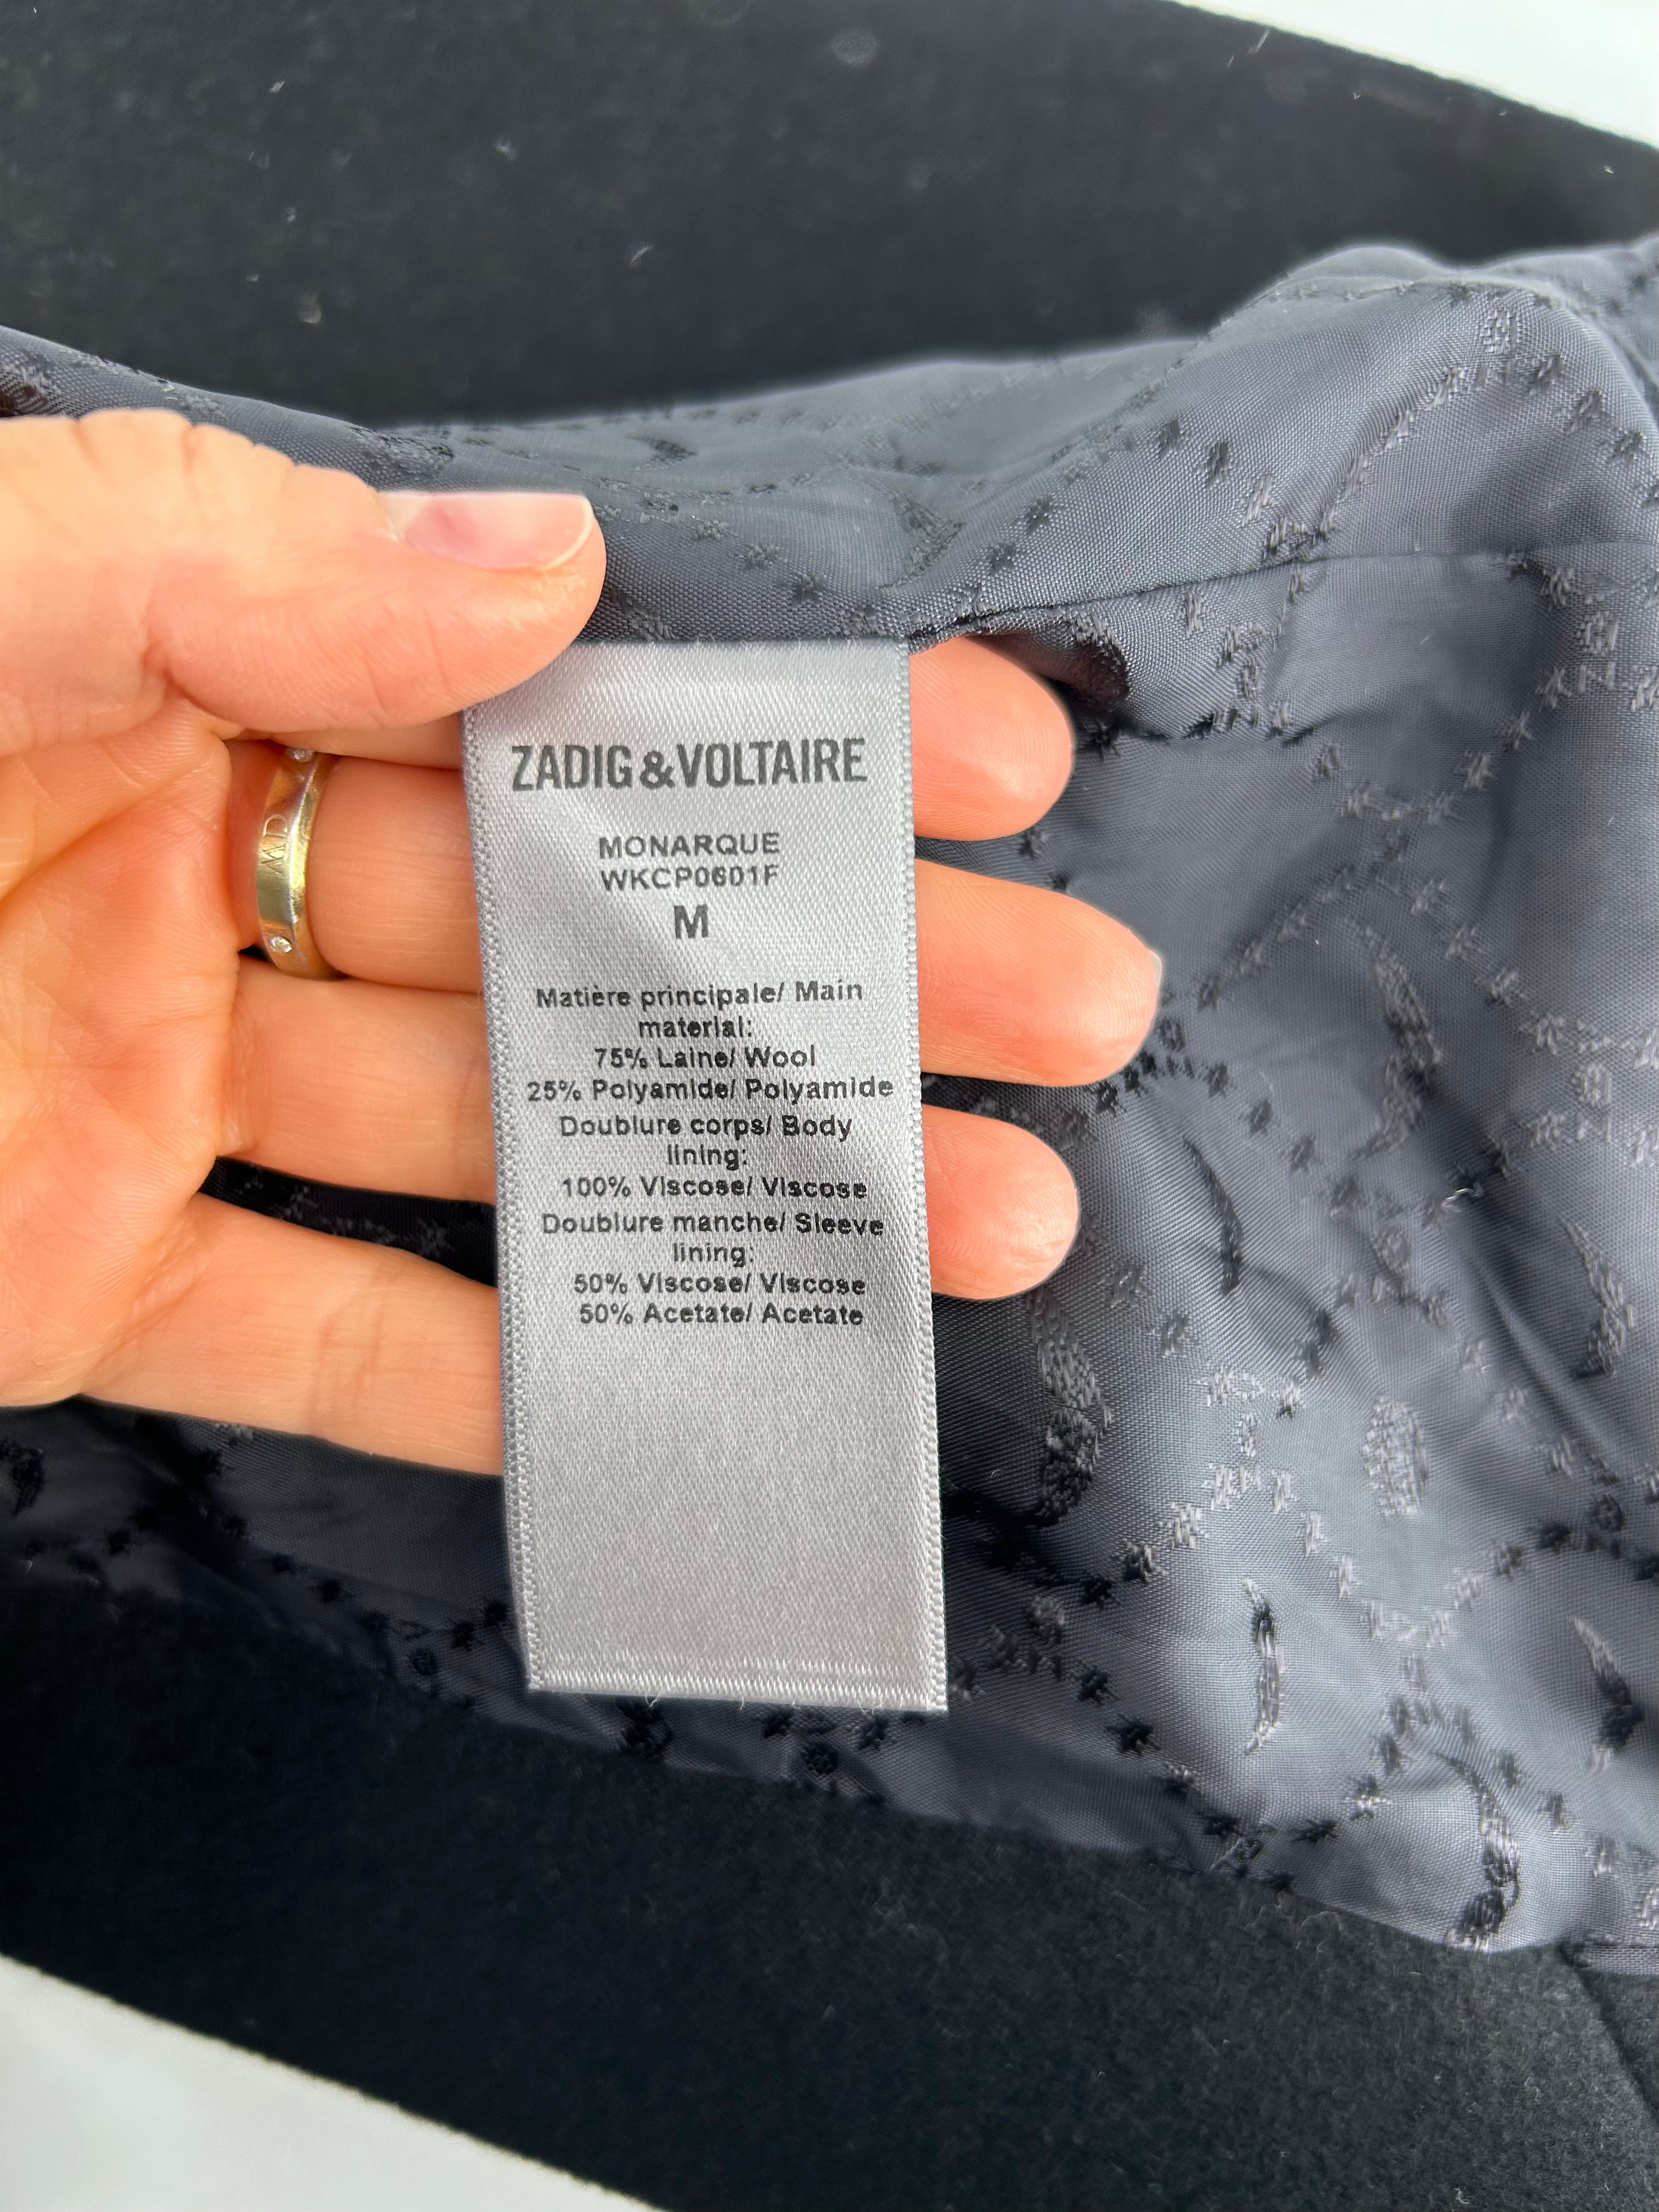 ZADIG&VOLTAIRE
MONARQUE
WKCP0601F
M
Matière principale/ Main
material:
75% Laine/ Wool
25% Polyamide/ Polyamide
Doublure corps/ Body
lining:
100% Viscose/ Viscose
Doublure manche/ Sleeve
lining:
50% Viscose/ Viscose
50% Acetate/ Acetate